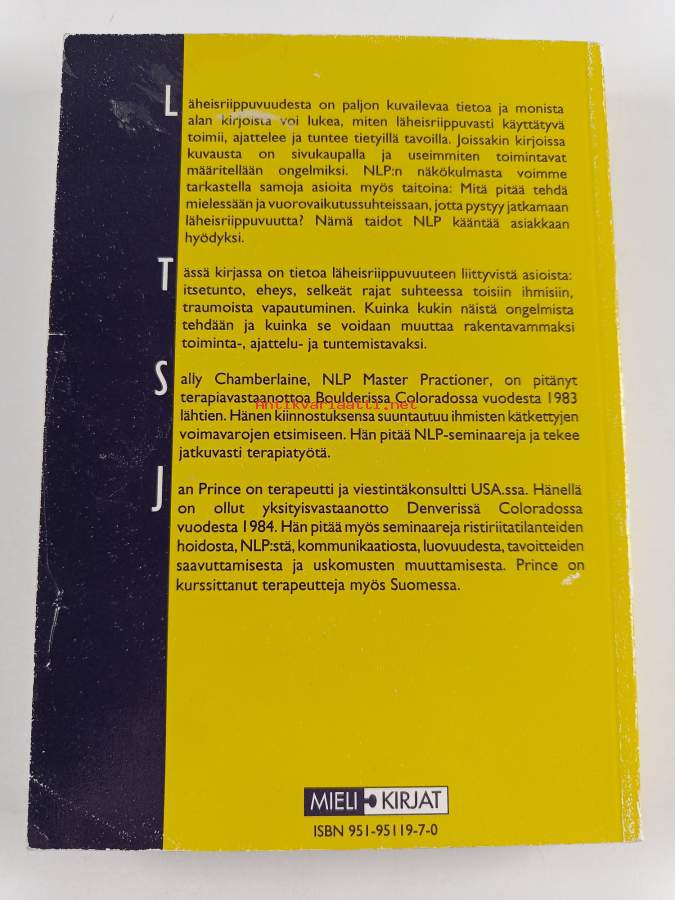 Läheisriippuvuudesta on paljon kuvailevaa tietoa ja monista
alan kirjoista voi lukea, miten läheisriippuvasti käyttätyvä
toimii, ajattelee ja tuntee tietyillä tavoilla. Joissakin kirjoissa
kuvausta on sivukaupalla ja useimmiten toimintavat
määritellään ongelmiksi. NLP:n näkökulmasta voimme
tarkastella samoja asioita myös taitoina: Mitä pitää tehdä
mielessään ja vuorovaikutussuhteissaan, jotta pystyy jatkamaan
läheisriippuvuutta? Nämä taidot NLP kääntää asiakkaan
hyödyksi.
Tässä kirjassa on tietoa läheisriippuvuuteen liittyvistä asioista:
itsetunto, eheys, selkeät rajat suhteessa toisiin ihmisiin,
traumoista vapautuminen. Kuinka kukin näistä ongelmista
tehdään ja kuinka se voidaan muuttaa rakentavammaksi
toiminta-, ajattelu- ja tuntemistavaksi.
Sally Chamberlaine, NLP Master Practioner, on pitänyt
terapiavastaanottoa Boulderissa Coloradossa vuodesta 1983
Antikvariaatti.net
lähtien. Hänen kiinnostuksensa suuntautuu ihmisten kätkettyjen
voimavarojen etsimiseen. Hän pitää NLP-seminaareja ja tekee
jatkuvasti terapiatyötä.
Jan Prince on terapeutti ja viestintäkonsultti USA.ssa. Hänellä
on ollut yksityisvastaanotto Denverissä Coloradossa
vuodesta 1984. Hän pitää myös seminaareja ristiriitatilanteiden
hoidosta, NLP:stä, kommunikaatiosta, luovuudesta, tavoitteiden
saavuttamisesta ja uskomusten muuttamisesta. Prince on
kurssittanut terapeutteja myös Suomessa.
MIELI KIRJAT
ISBN 951-95119-7-0